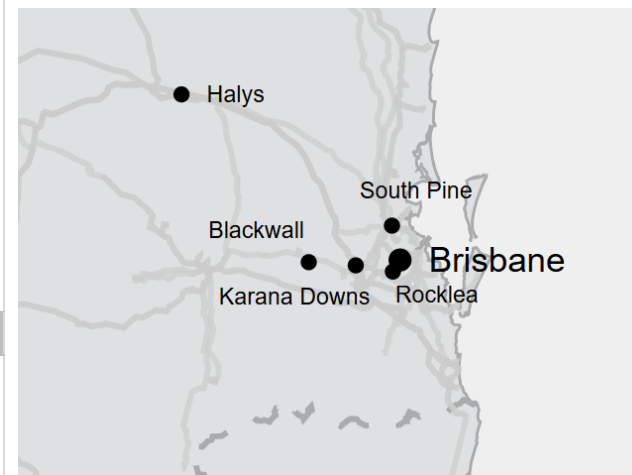 Halys
South Pine
Blackwall
Brisbane
Karana Downs
Rocklea